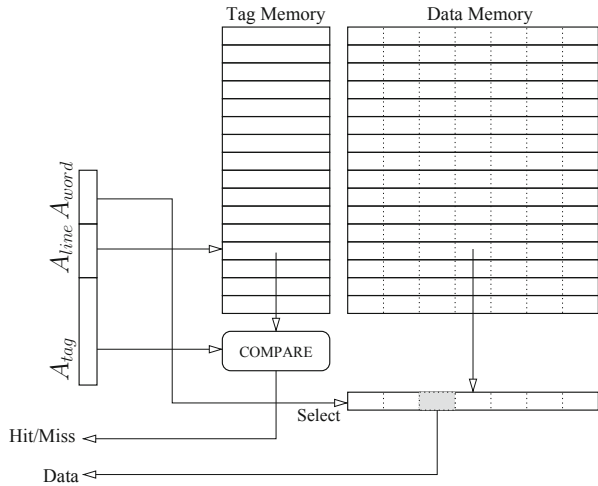 Tag Memory
Data Memory
A_word
A_line
A_tag
COMPARE
Select
Hit/Miss
Data